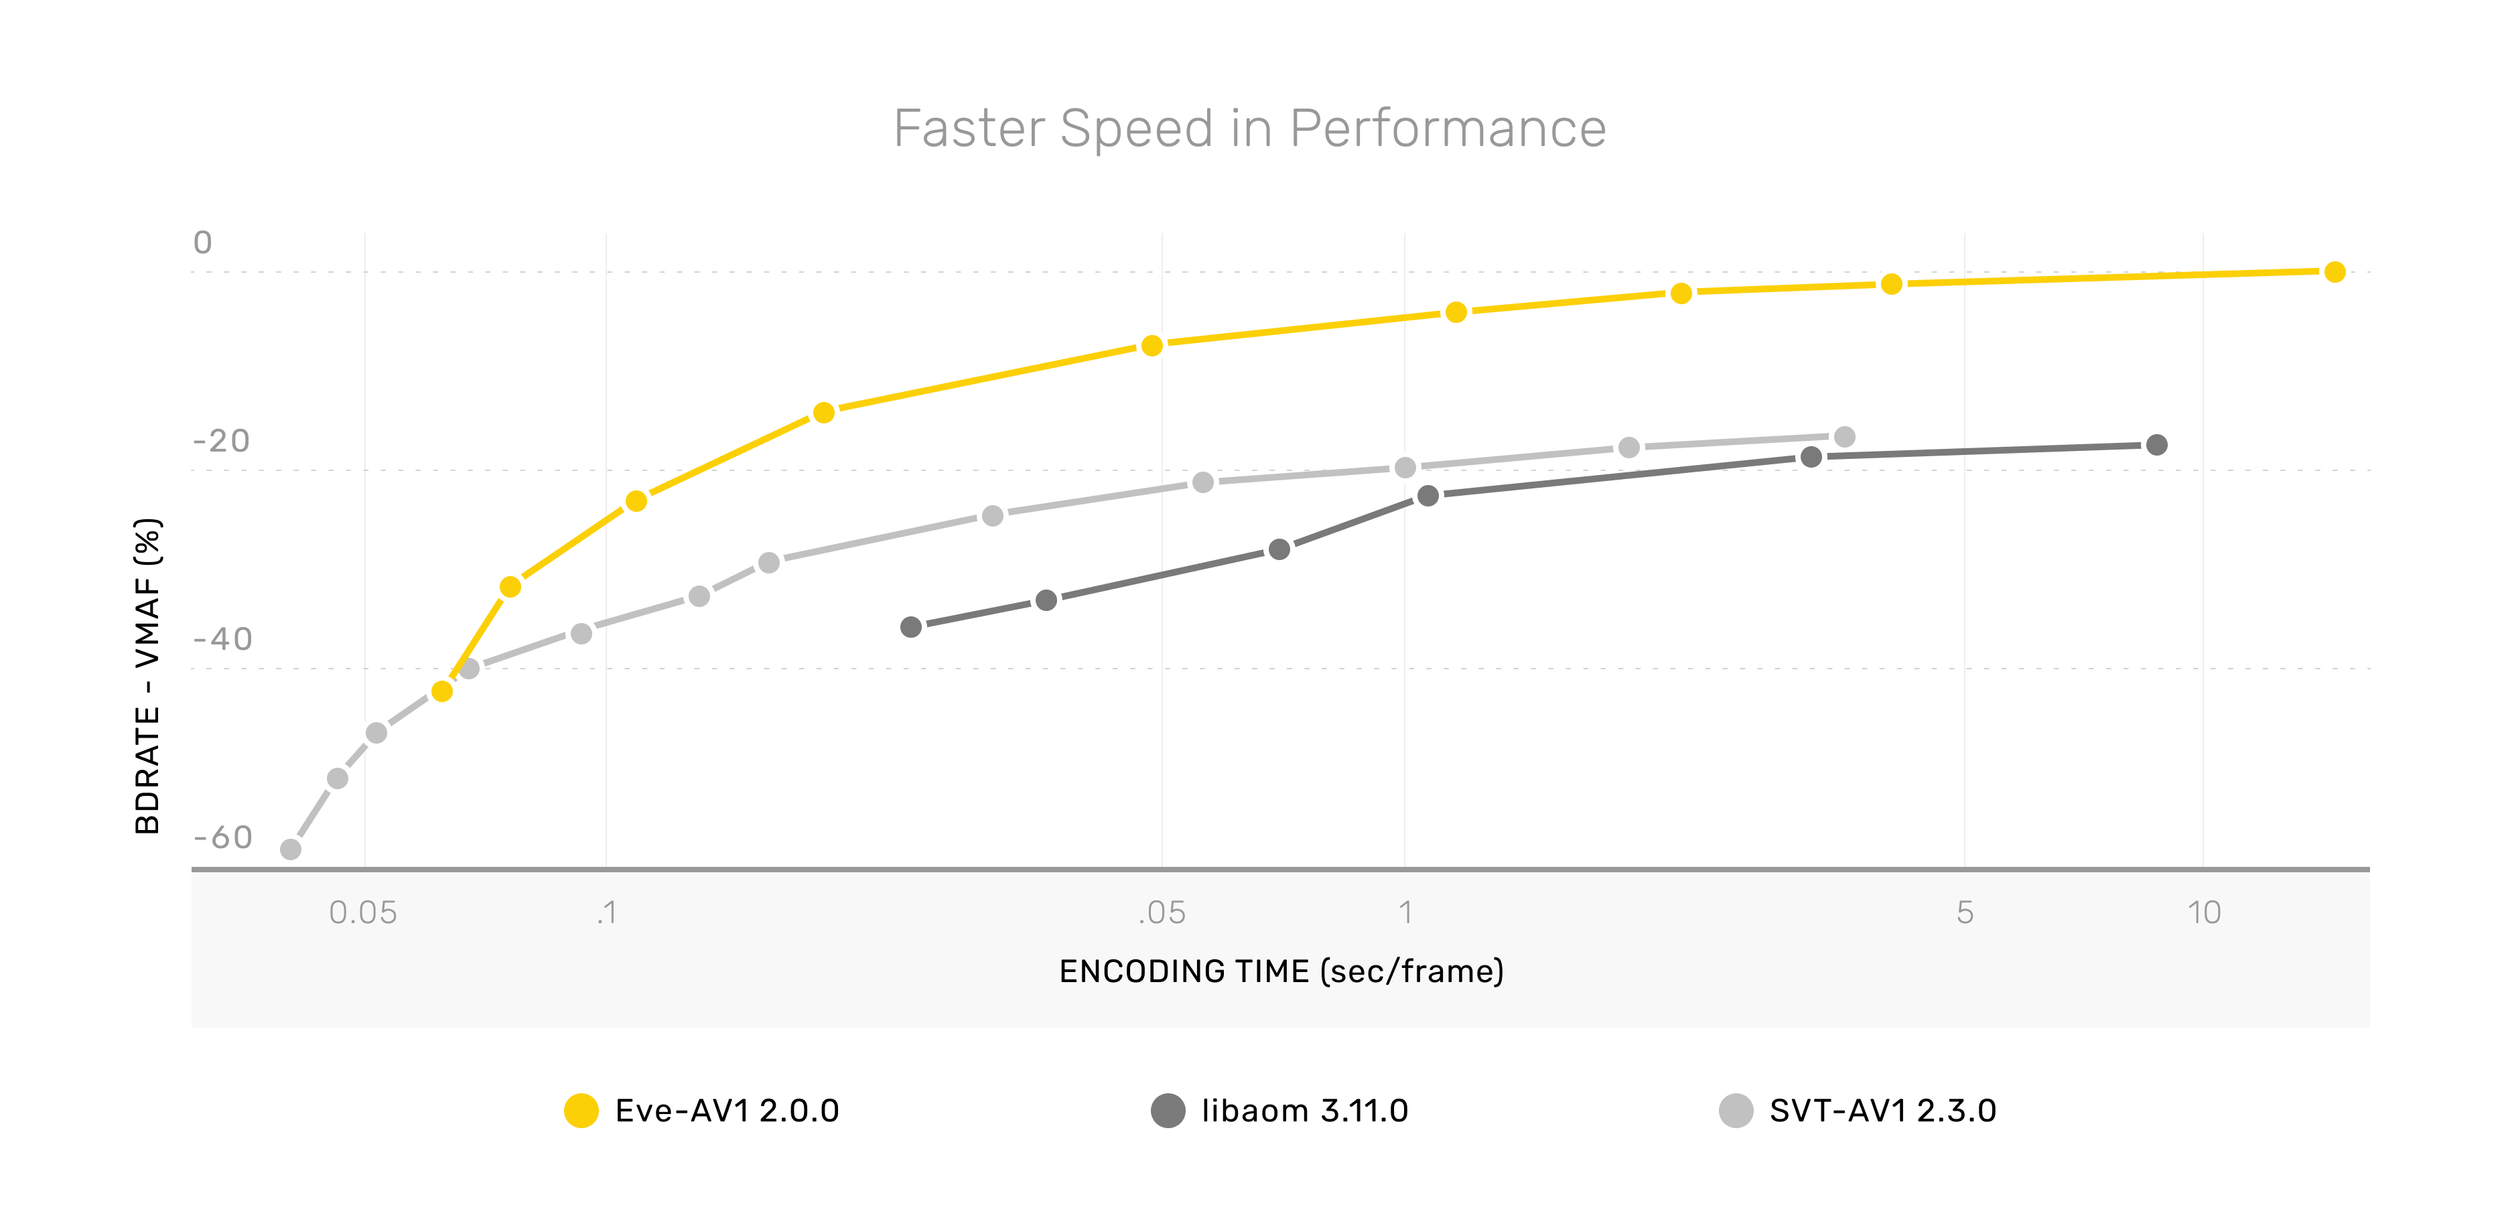 Faster Speed in Performance
0
-20
-40
-60
BDRATE - VMAF (%)
0.05 .1 .05 1 5 10
ENCODING TIME (sec/frame)
Eve-AV1 2.0.0 libaom 3.11.0 SVT-AV1 2.3.0